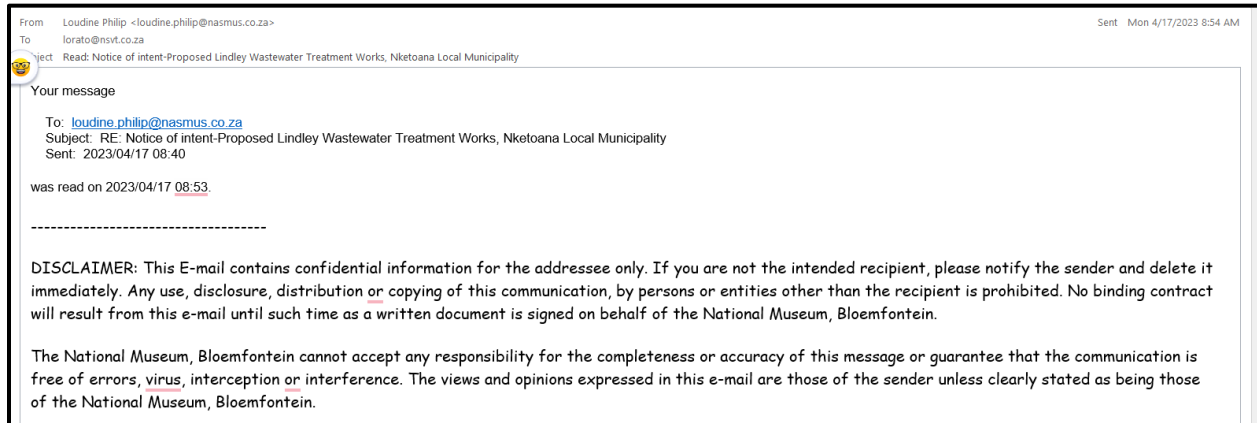 From Loudine Philip <loudine.philip@nasmus.co.za> Sent Mon 4/17/2023 8:54 AM
To lorato@nsvt.co.za
ject Read: Notice of intent-Proposed Lindley Wastewater Treatment Works, Nketoana Local Municipality
Your message
To: loudine.philip@nasmus.co.za
Subject: RE: Notice of intent-Proposed Lindley Wastewater Treatment Works, Nketoana Local Municipality
Sent: 2023/04/17 08:40
was read on 2023/04/17 08:53.
------------------------------------
DISCLAIMER: This E-mail contains confidential information for the addressee only. If you are not the intended recipient, please notify the sender and delete it
immediately. Any use, disclosure, distribution or copying of this communication, by persons or entities other than the recipient is prohibited. No binding contract
will result from this e-mail until such time as a written document is signed on behalf of the National Museum, Bloemfontein.
The National Museum, Bloemfontein cannot accept any responsibility for the completeness or accuracy of this message or guarantee that the communication is
free of errors, virus, interception or interference. The views and opinions expressed in this e-mail are those of the sender unless clearly stated as being those
of the National Museum, Bloemfontein.